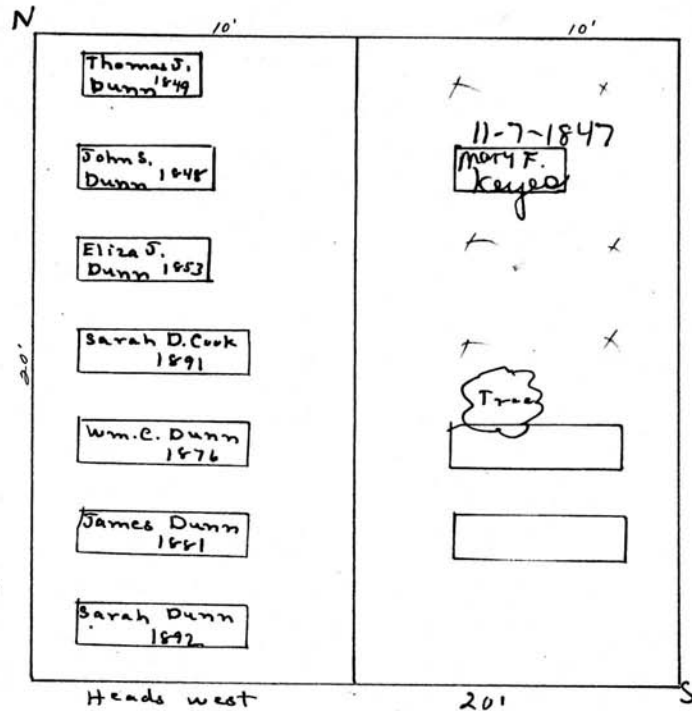 N
10'
10'
Thomas J.
Dunn 1849
11-7-1847
John S.
Dunn 1848
Mary F.
Keyes
Eliza J.
Dunn 1853
Sarah D. Cook
1891
20'
Tree
Wm. C. Dunn
1876
James Dunn
1881
Sarah Dunn
1892
Heads west
20'
S